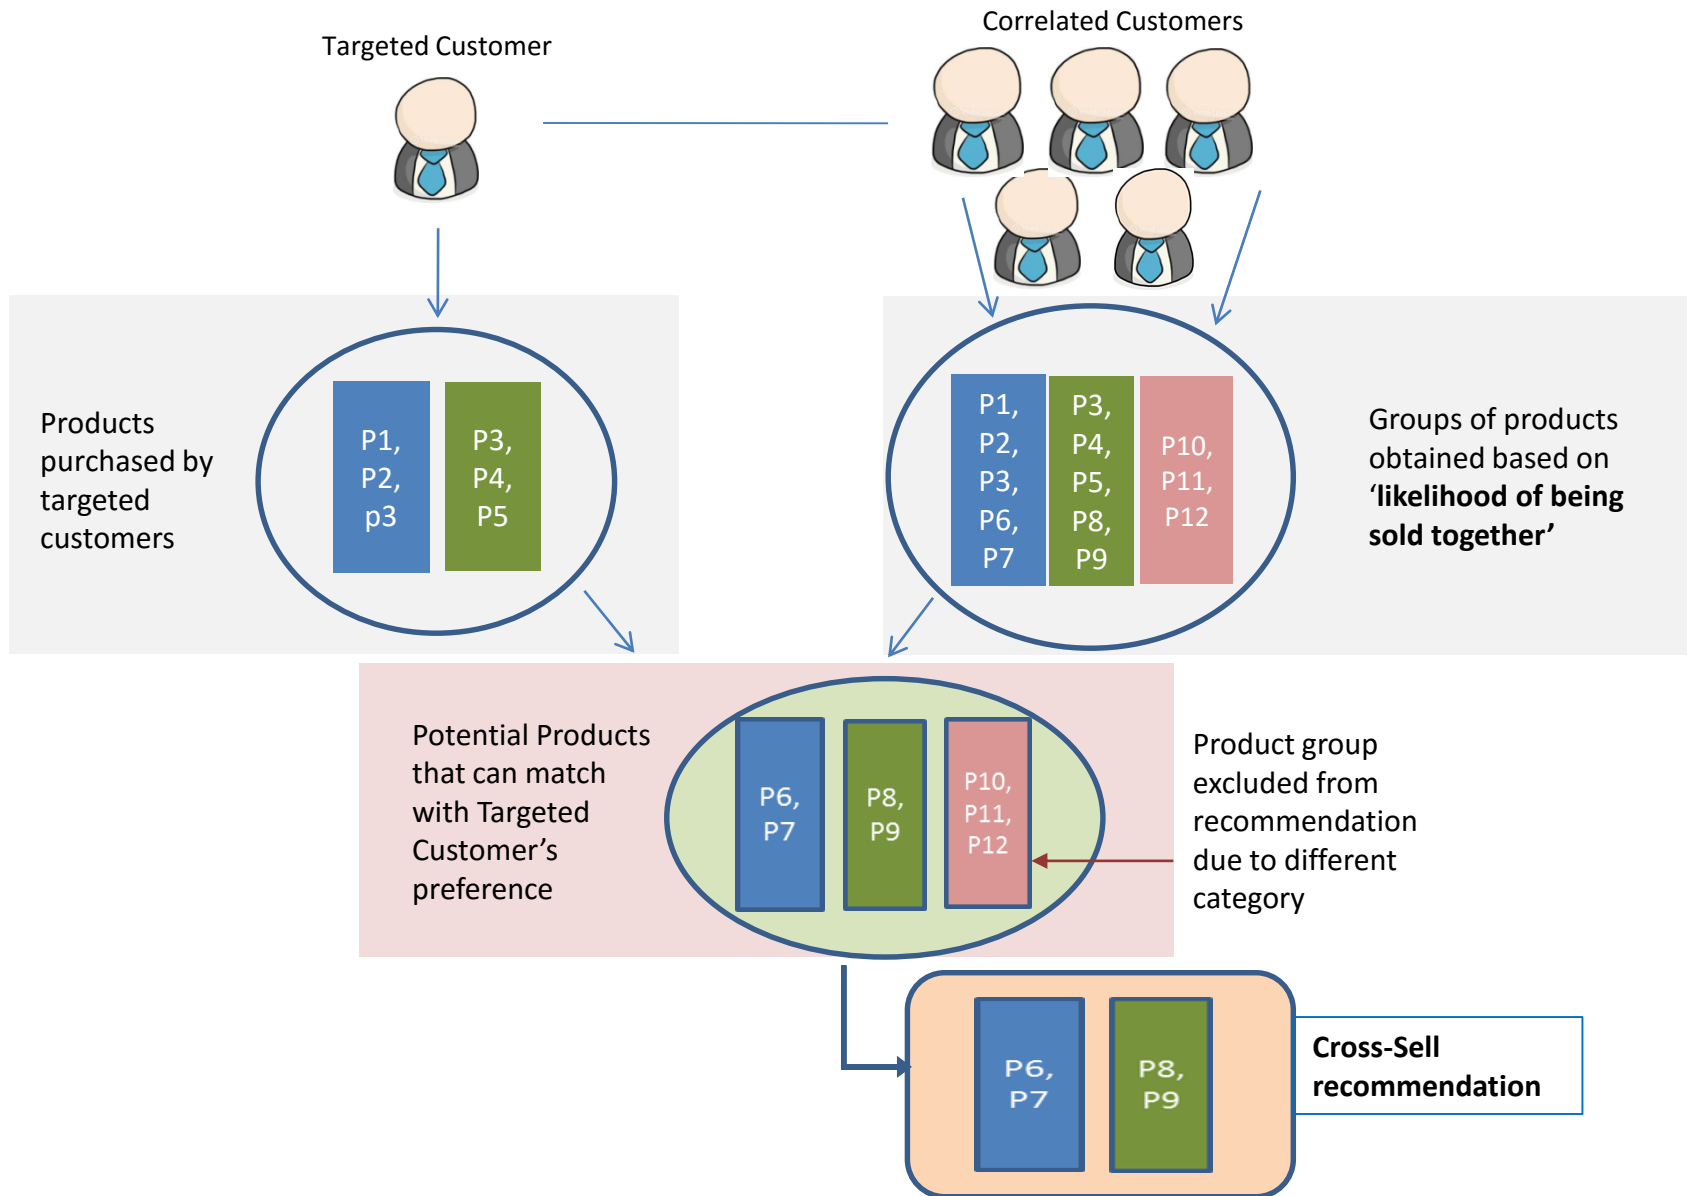 Targeted Customer
Correlated Customers
Products
purchased by
targeted
customers
P1,
P2,
p3
P3,
P4,
P5
P1,
P2,
P3,
P6,
P7
P3,
P4,
P5,
P8,
P9
P10,
P11,
P12
Groups of products
obtained based on
‘likelihood of being
sold together’
Potential Products
that can match
with Targeted
Customer’s
preference
P6,
P7
P8,
P9
P10,
P11,
P12
Product group
excluded from
recommendation
due to different
category
P6,
P7
P8,
P9
Cross-Sell
recommendation